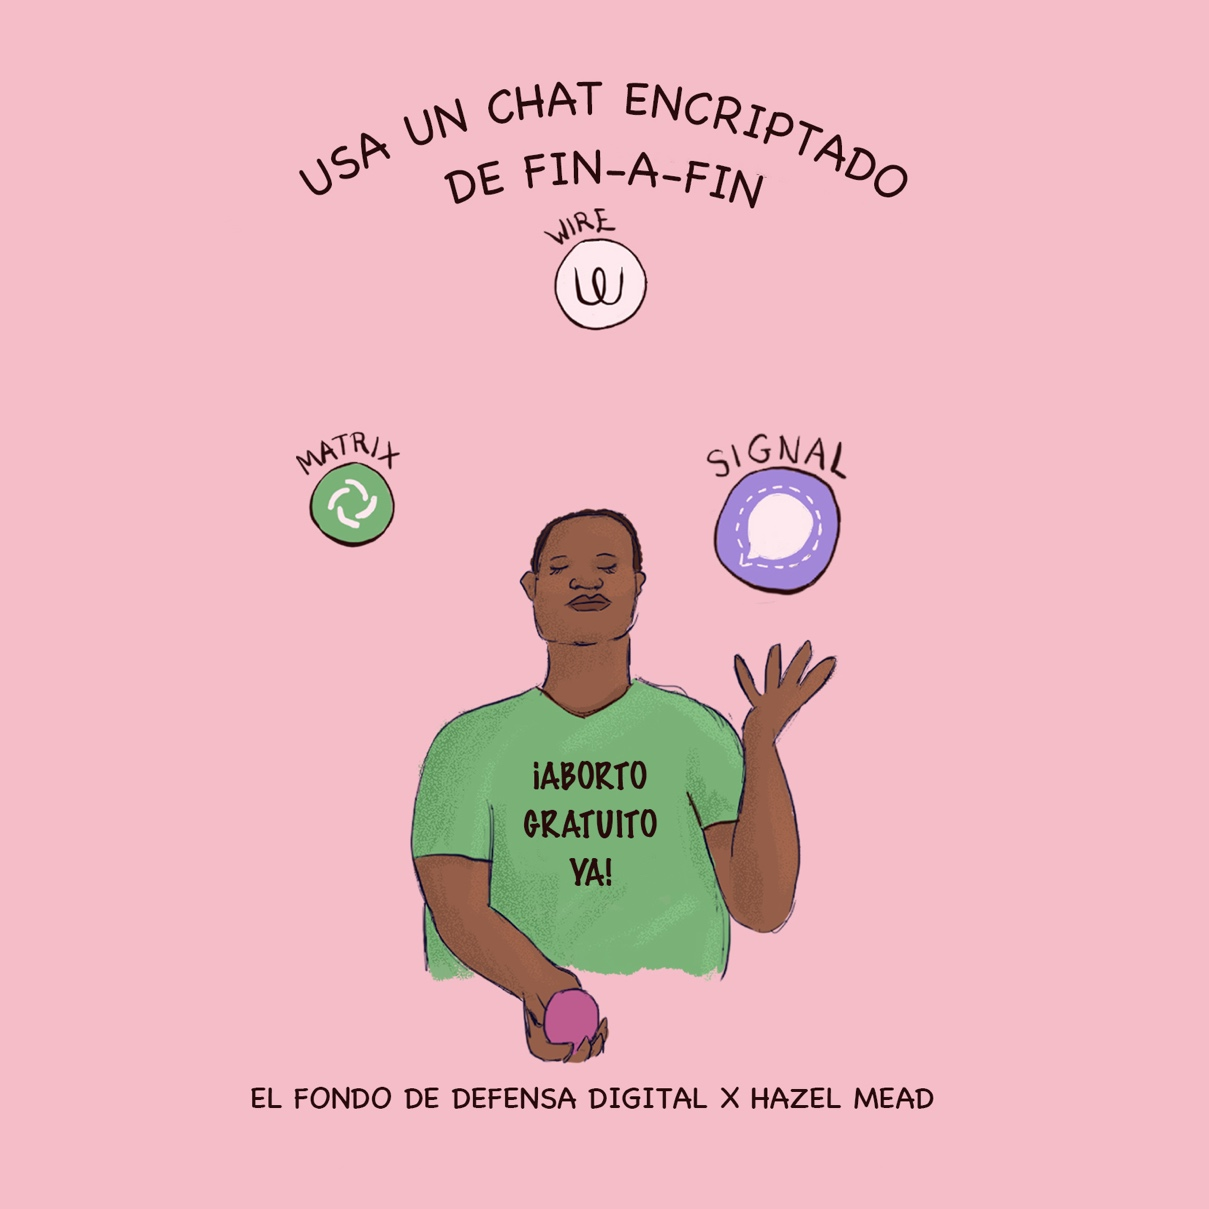 USA UN CHAT ENCRIPTADO
DE FIN-A-FIN
WIRE
MATRIX
SIGNAL
¡ABORTO
GRATUITO
YA!
EL FONDO DE DEFENSA DIGITAL X HAZEL MEAD